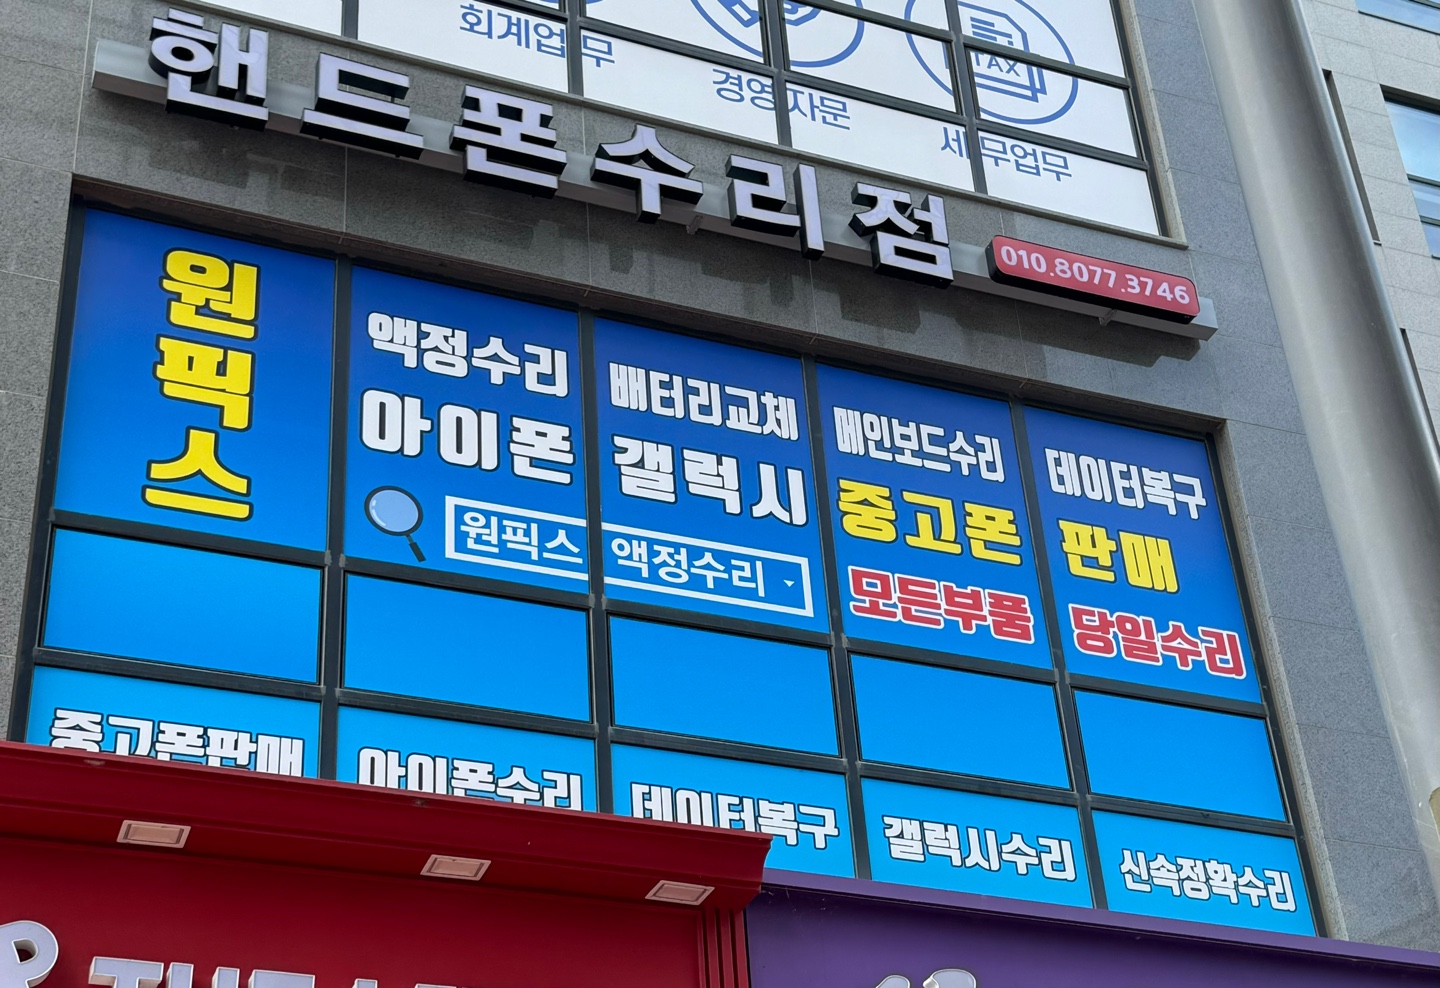 회계업무
경영자문
TAX
세무업무
핸드폰수리점
010.8077.3746
원픽스
액정수리
아이폰
배터리교체
갤럭시
원픽스 액정수리
메인보드수리
중고폰
모든부품
데이터복구
판매
당일수리
중고폰판매
아이폰수리
데이터복구
갤럭시수리
신속정확수리